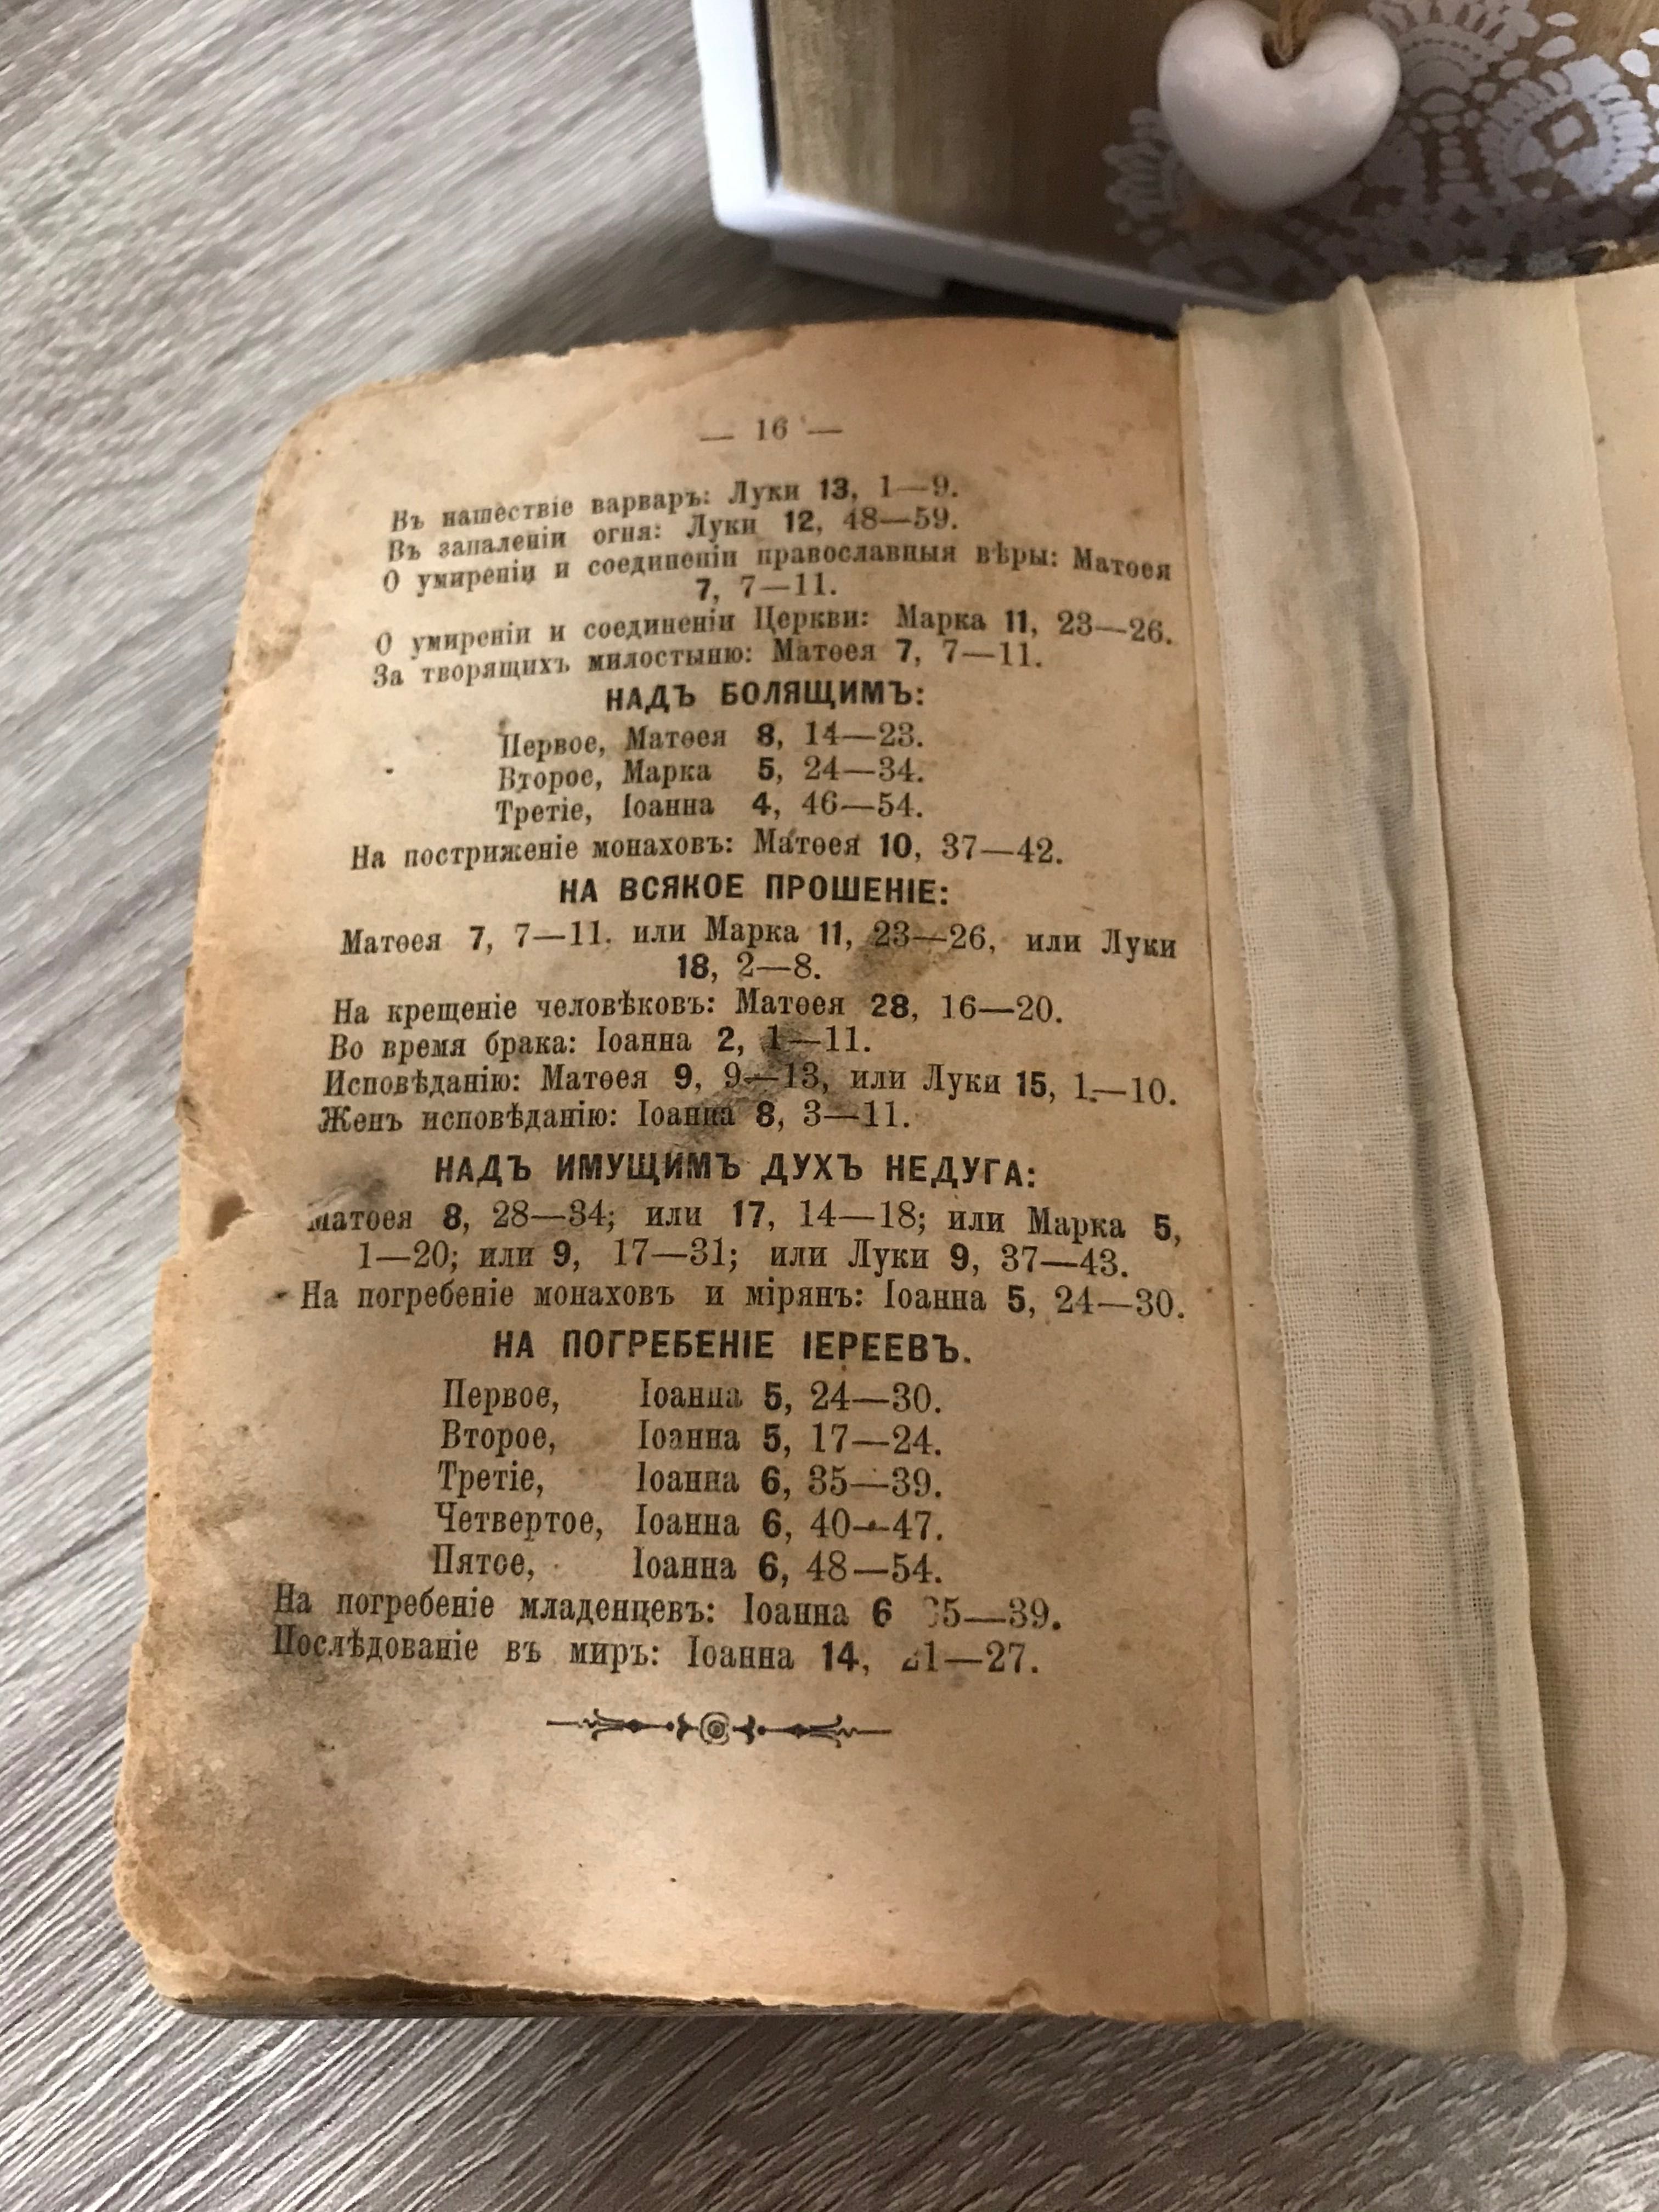 — 16 —
Въ нашествіе варваръ: Луки 13, 1—9.
Въ запаленіи огня: Луки 12, 48—59.
О умиреніи и соединеніи православныя вѣры: Матѳея
7, 7—11.
О умиреніи и соединеніи Церкви: Марка 11, 23—26.
За творящихъ милостыню: Матѳея 7, 7—11.
НАДЪ БОЛЯЩИМЪ:
Первое, Матѳея 8, 14—23.
Второе, Марка 5, 24—34.
Третіе, Іоанна 4, 46—54.
На постриженіе монаховъ: Матѳея 10, 37—42.
НА ВСЯКОЕ ПРОШЕНІЕ:
Матѳея 7, 7—11. или Марка 11, 23—26, или Луки
18, 2—8.
На крещеніе человѣковъ: Матѳея 28, 16—20.
Во время брака: Іоанна 2, 1—11.
Исповѣданію: Матѳея 9, 9—13, или Луки 15, 1—10.
Женъ исповѣданію: Іоанна 8, 3—11.
НАДЪ ИМУЩИМЪ ДУХЪ НЕДУГА:
Матѳея 8, 28—34; или 17, 14—18; или Марка 5,
1—20; или 9, 17—31; или Луки 9, 37—43.
На погребеніе монаховъ и мірянъ: Іоанна 5, 24—30.
НА ПОГРЕБЕНІЕ ІЕРЕЕВЪ.
Первое, Іоанна 5, 24—30.
Второе, Іоанна 5, 17—24.
Третіе, Іоанна 6, 35—39.
Четвертое, Іоанна 6, 40—47.
Пятое, Іоанна 6, 48—54.
На погребеніе младенцевъ: Іоанна 6 35—39.
Послѣдованіе въ миръ: Іоанна 14, 21—27.